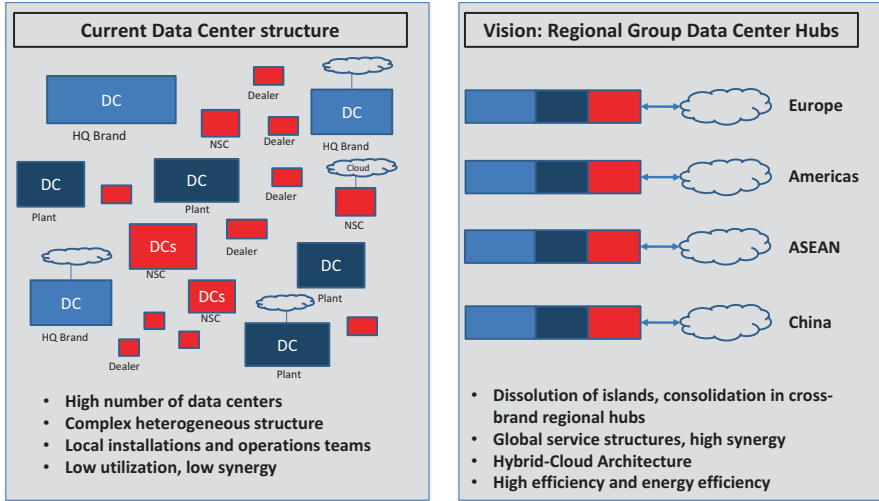 Current Data Center structure
DC
HQ Brand
NSC
Dealer
Dealer
DC
HQ Brand
DC
Plant
DC
Plant
Dealer
Cloud
NSC
DCs
NSC
Dealer
DC
Plant
DC
HQ Brand
DCs
NSC
Dealer
DC
Plant
• High number of data centers
• Complex heterogeneous structure
• Local installations and operations teams
• Low utilization, low synergy
Vision: Regional Group Data Center Hubs
Europe
Americas
ASEAN
China
• Dissolution of islands, consolidation in cross-
brand regional hubs
• Global service structures, high synergy
• Hybrid-Cloud Architecture
• High efficiency and energy efficiency